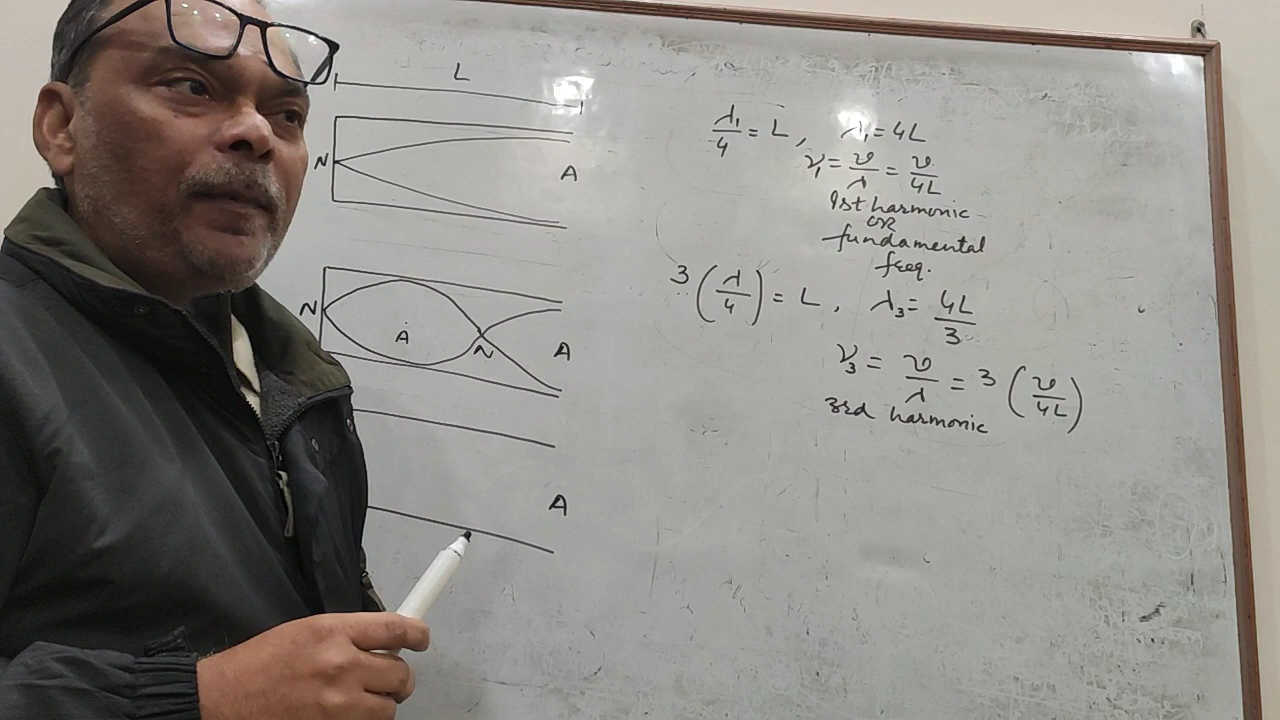 L
N
A
N
A
N
A
A
λ₁/4 = L, λ₁ = 4L
ν₁ = v/λ = v/4L
1st harmonic
or
fundamental
freq.
3(λ/4) = L, λ₃ = 4L/3
ν₃ = v/λ = 3(v/4L)
3rd harmonic